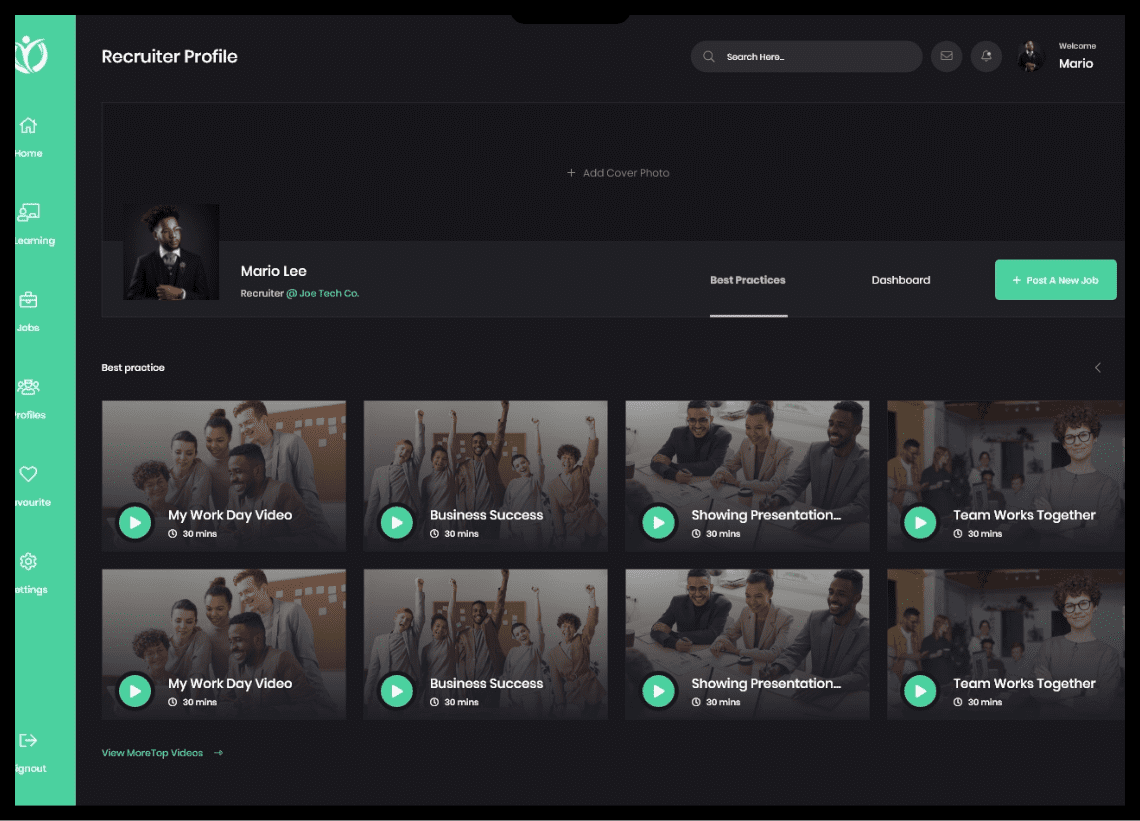 Recruiter Profile
Search Here...
Welcome
Mario
Home
Learning
Jobs
rofiles
vourite
ettings
ignout
+ Add Cover Photo
Mario Lee
Recruiter @ Joe Tech Co.
Best Practices
Dashboard
+ Post A New Job
Best practice
My Work Day Video
30 mins
Business Success
30 mins
Showing Presentation...
30 mins
Team Works Together
30 mins
My Work Day Video
30 mins
Business Success
30 mins
Showing Presentation...
30 mins
Team Works Together
30 mins
View MoreTop Videos